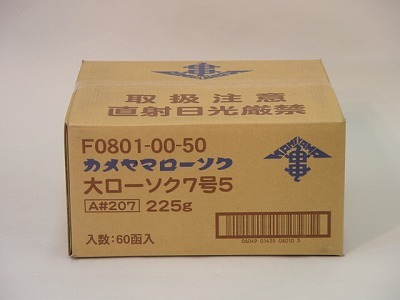 取扱注意
直射日光厳禁
F0801-00-50
カメヤマローソク
大ローソク7号5
A#207 225g
入数：60函入
KAMEYAMA